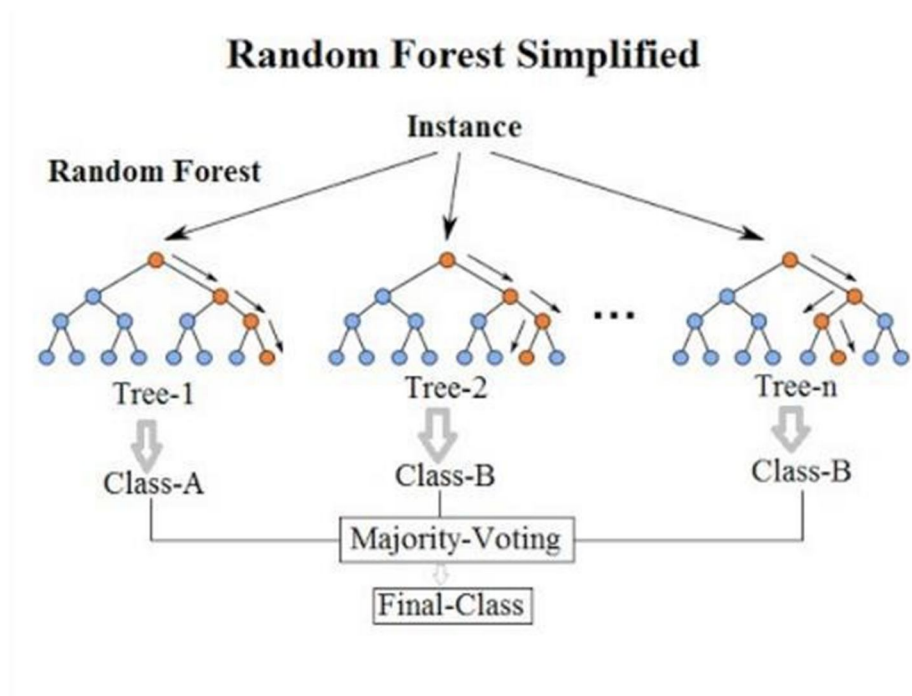 Random Forest Simplified
Instance
Random Forest
...
Tree-1
Tree-2
Tree-n
Class-A
Class-B
Class-B
Majority-Voting
Final-Class